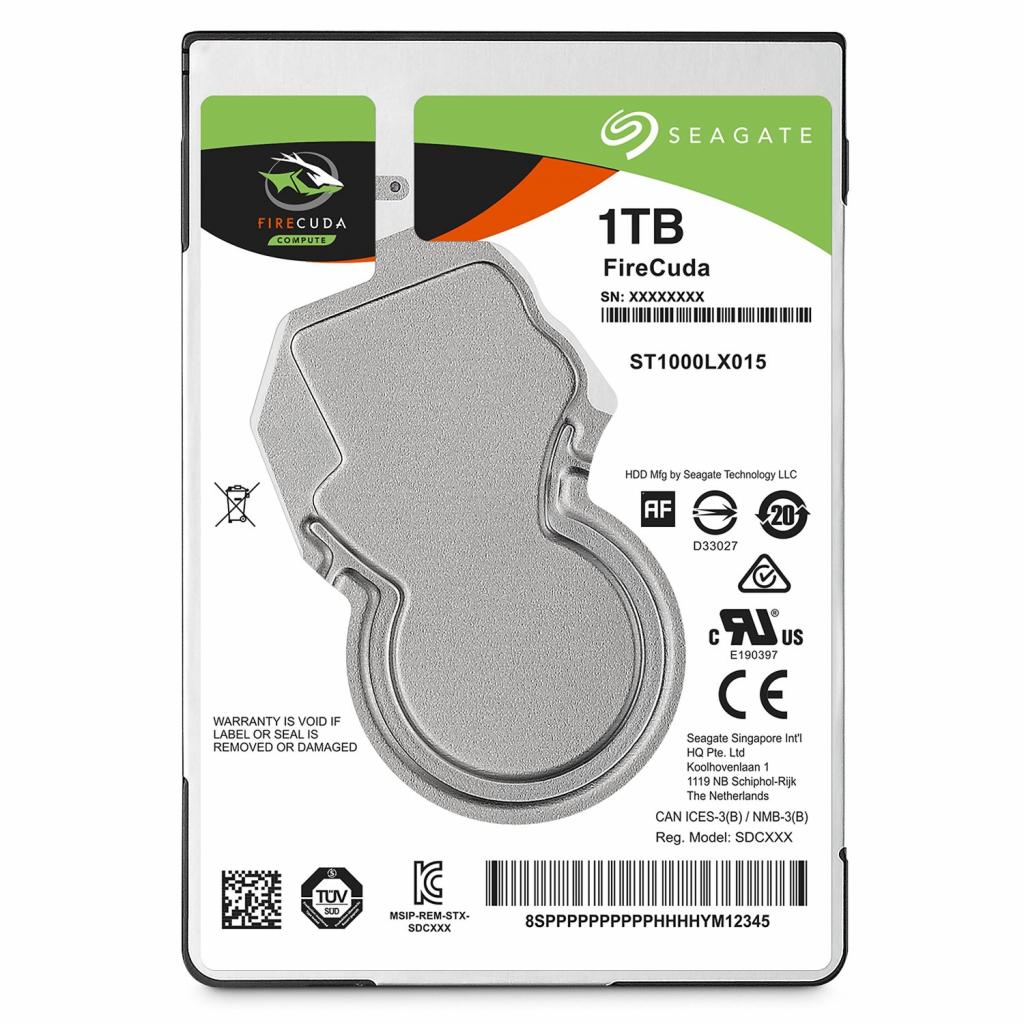 SEAGATE
FIRECUDA
COMPUTE
1TB
FireCuda
SN: XXXXXXXX
ST1000LX015
HDD Mfg by Seagate Technology LLC
AF
20
D33027
C US
E190397
CE
WARRANTY IS VOID IF
LABEL OR SEAL IS
REMOVED OR DAMAGED
Seagate Singapore Int'l
HQ Pte. Ltd
Koolhovenlaan 1
1119 NB Schiphol-Rijk
The Netherlands
CAN ICES-3(B) / NMB-3(B)
Reg. Model: SDCXXX
TÜV
SÜD
MSIP-REM-STX-
SDCXXX
8SPPPPPPPPPPPHHHHYM12345